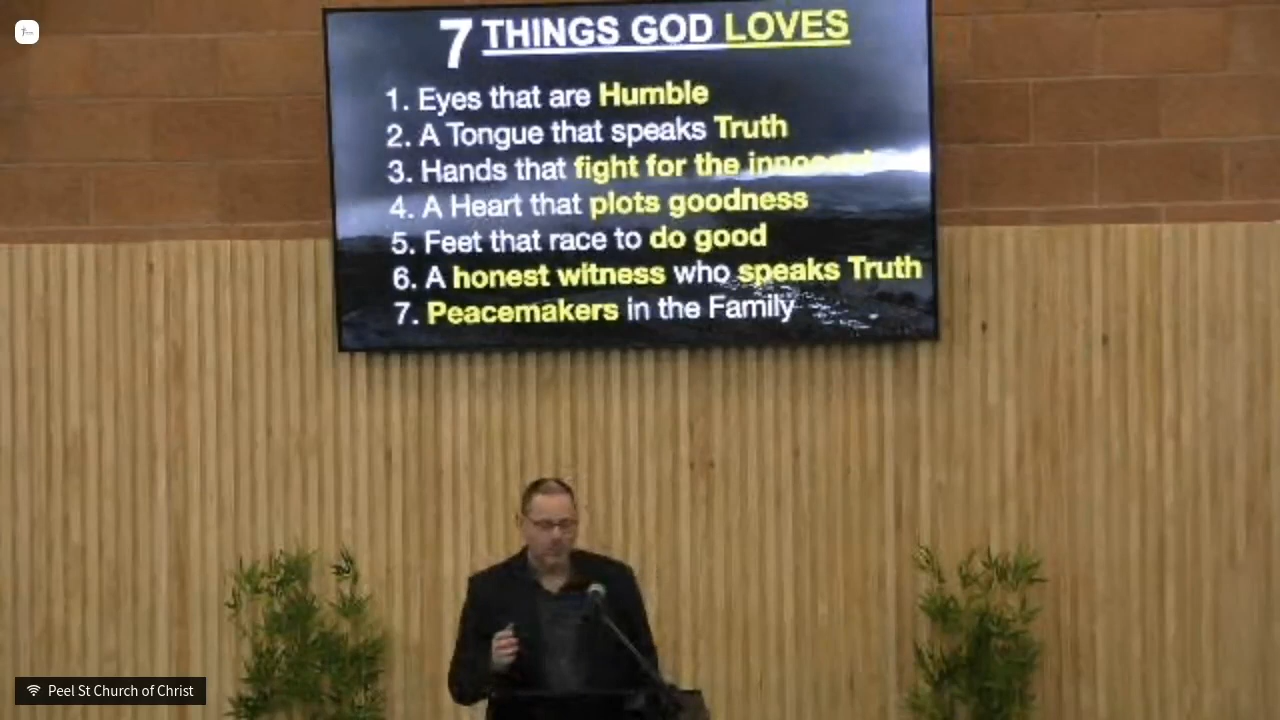 7 THINGS GOD LOVES
1. Eyes that are Humble
2. A Tongue that speaks Truth
3. Hands that fight for the innocent
4. A Heart that plots goodness
5. Feet that race to do good
6. A honest witness who speaks Truth
7. Peacemakers in the Family
Peel St Church of Christ